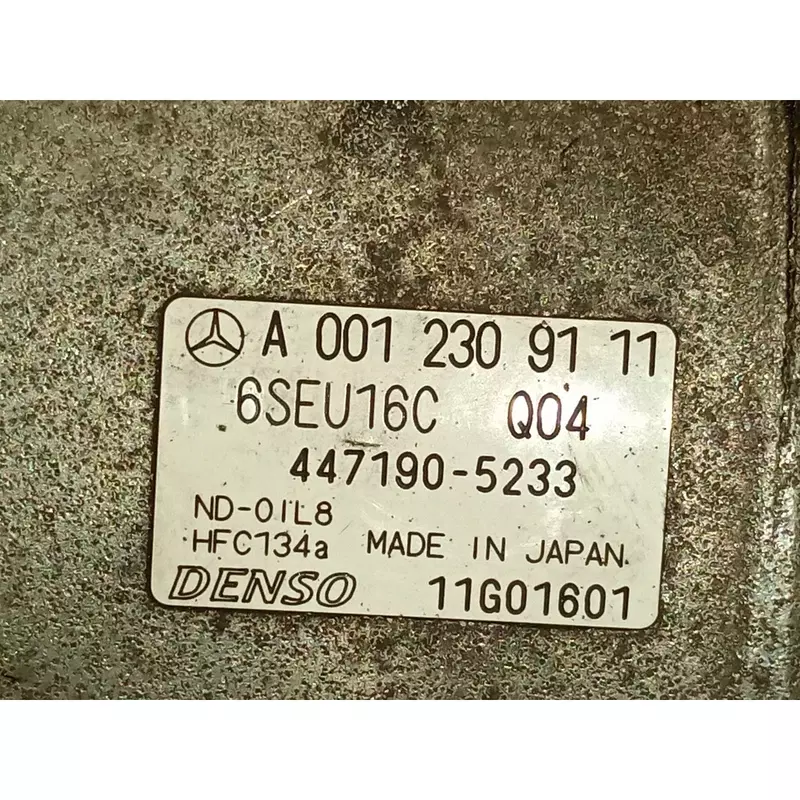 A 001 230 91 11
6SEU16C Q04
447190-5233
ND-OIL8
HFC134a MADE IN JAPAN
DENSO 11G01601